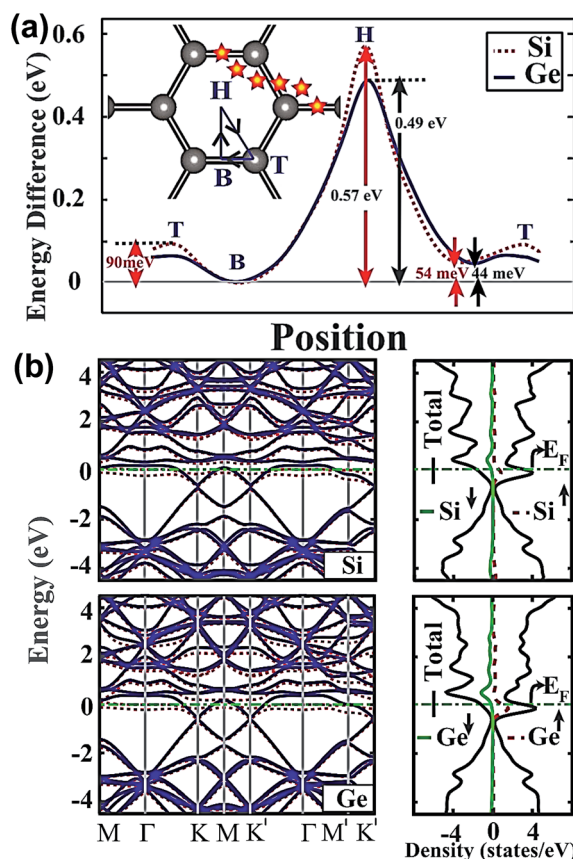 (a)
0.6
0.4
0.2
0
Energy Difference (eV)
H
Si
Ge
H
B
T
0.49 eV
0.57 eV
T
90meV
B
54 meV
44 meV
T
Position
(b)
4
2
0
-2
-4
Si
Total
E_F
Si
Si
Energy (eV)
4
2
0
-2
-4
Ge
Total
E_F
Ge
Ge
M Γ K M K' Γ M' K'
-4 0 4
Density (states/eV)